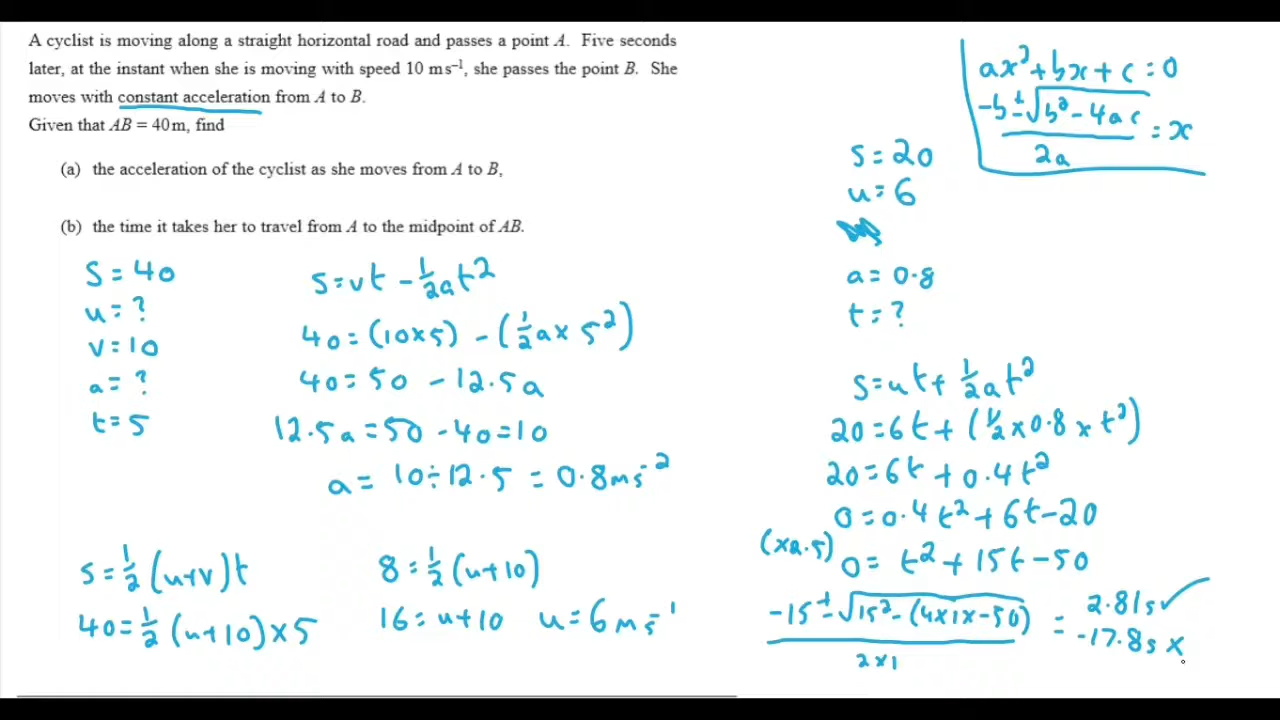 A cyclist is moving along a straight horizontal road and passes a point A. Five seconds
later, at the instant when she is moving with speed 10 ms⁻¹, she passes the point B. She
moves with constant acceleration from A to B.
Given that AB = 40 m, find
(a) the acceleration of the cyclist as she moves from A to B,
(b) the time it takes her to travel from A to the midpoint of AB.
s = 40
u = ?
v = 10
a = ?
t = 5
s = vt - 1/2at²
40 = (10 × 5) - (1/2a × 5²)
40 = 50 - 12.5a
12.5a = 50 - 40 = 10
a = 10 ÷ 12.5 = 0.8ms⁻²
s = 1/2(u+v)t
40 = 1/2(u+10) × 5
8 = 1/2(u+10)
16 = u+10 u = 6ms⁻¹
ax² + bx + c = 0
-b ± √b² - 4ac = x
2a
s = 20
u = 6
a = 0.8
t = ?
s = ut + 1/2at²
20 = 6t + (1/2 × 0.8 × t²)
20 = 6t + 0.4t²
0 = 0.4t² + 6t - 20
(×2.5) 0 = t² + 15t - 50
-15 ± √15² - (4×1×-50) = 2.81s ✓
-17.8s ×
2×1